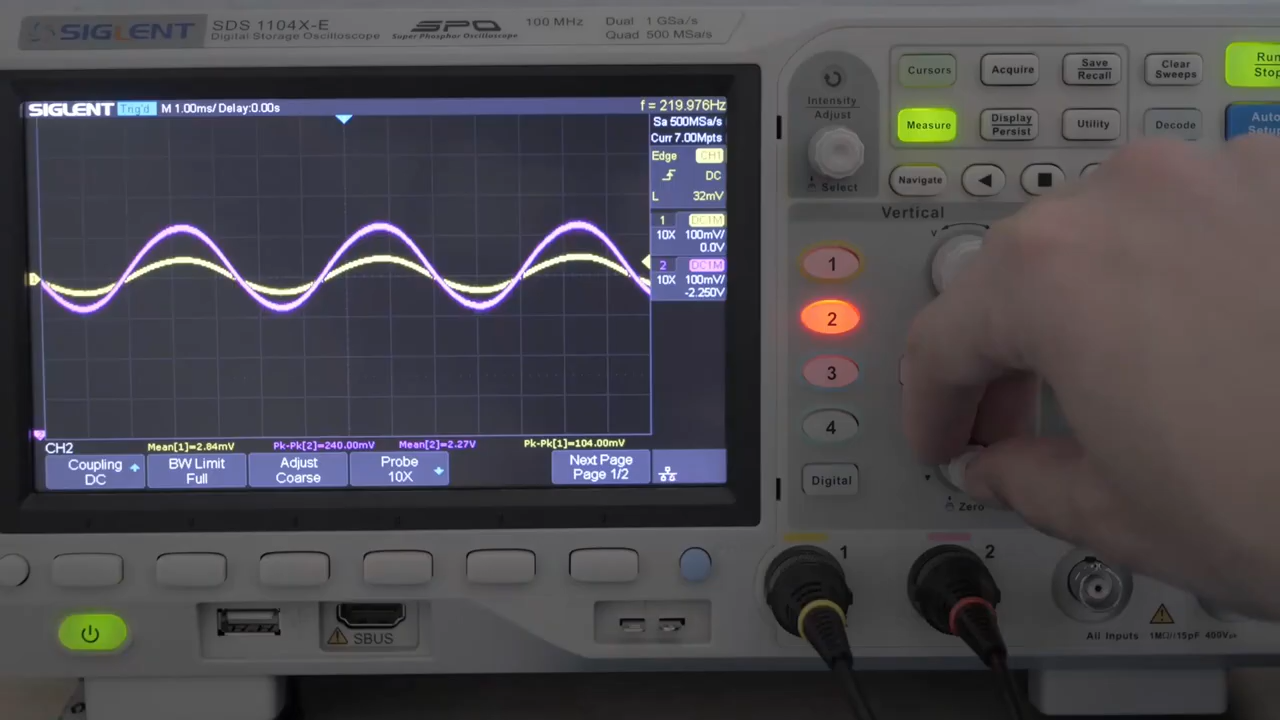 SIGLENT
SDS 1104X-E
Digital Storage Oscilloscope
SPO
Super Phosphor Oscilloscope
100 MHz
Dual 1 GSa/s
Quad 500 MSa/s
SIGLENT Trig'd M 1.00ms/ Delay:0.00s
f = 219.976Hz
Sa 500MSa/s
Curr 7.00Mpts
Edge CH1
DC
L 32mV
1 DC1M
10X 100mV/
0.0V
2 DC1M
10X 100mV/
-2.250V
CH2
Mean[1]=2.84mV
Pk-Pk[2]=240.00mV
Mean[2]=2.27V
Pk-Pk[1]=104.00mV
Coupling
DC
BW Limit
Full
Adjust
Coarse
Probe
10X
Next Page
Page 1/2
Intensity
Adjust
Select
Cursors
Acquire
Save
Recall
Clear
Sweeps
Run
Stop
Measure
Display
Persist
Utility
Decode
Auto
Setup
Navigate
Vertical
V
1
2
3
4
Digital
Zero
1
2
SBUS
All Inputs
1MΩ//15pF 400Vpk